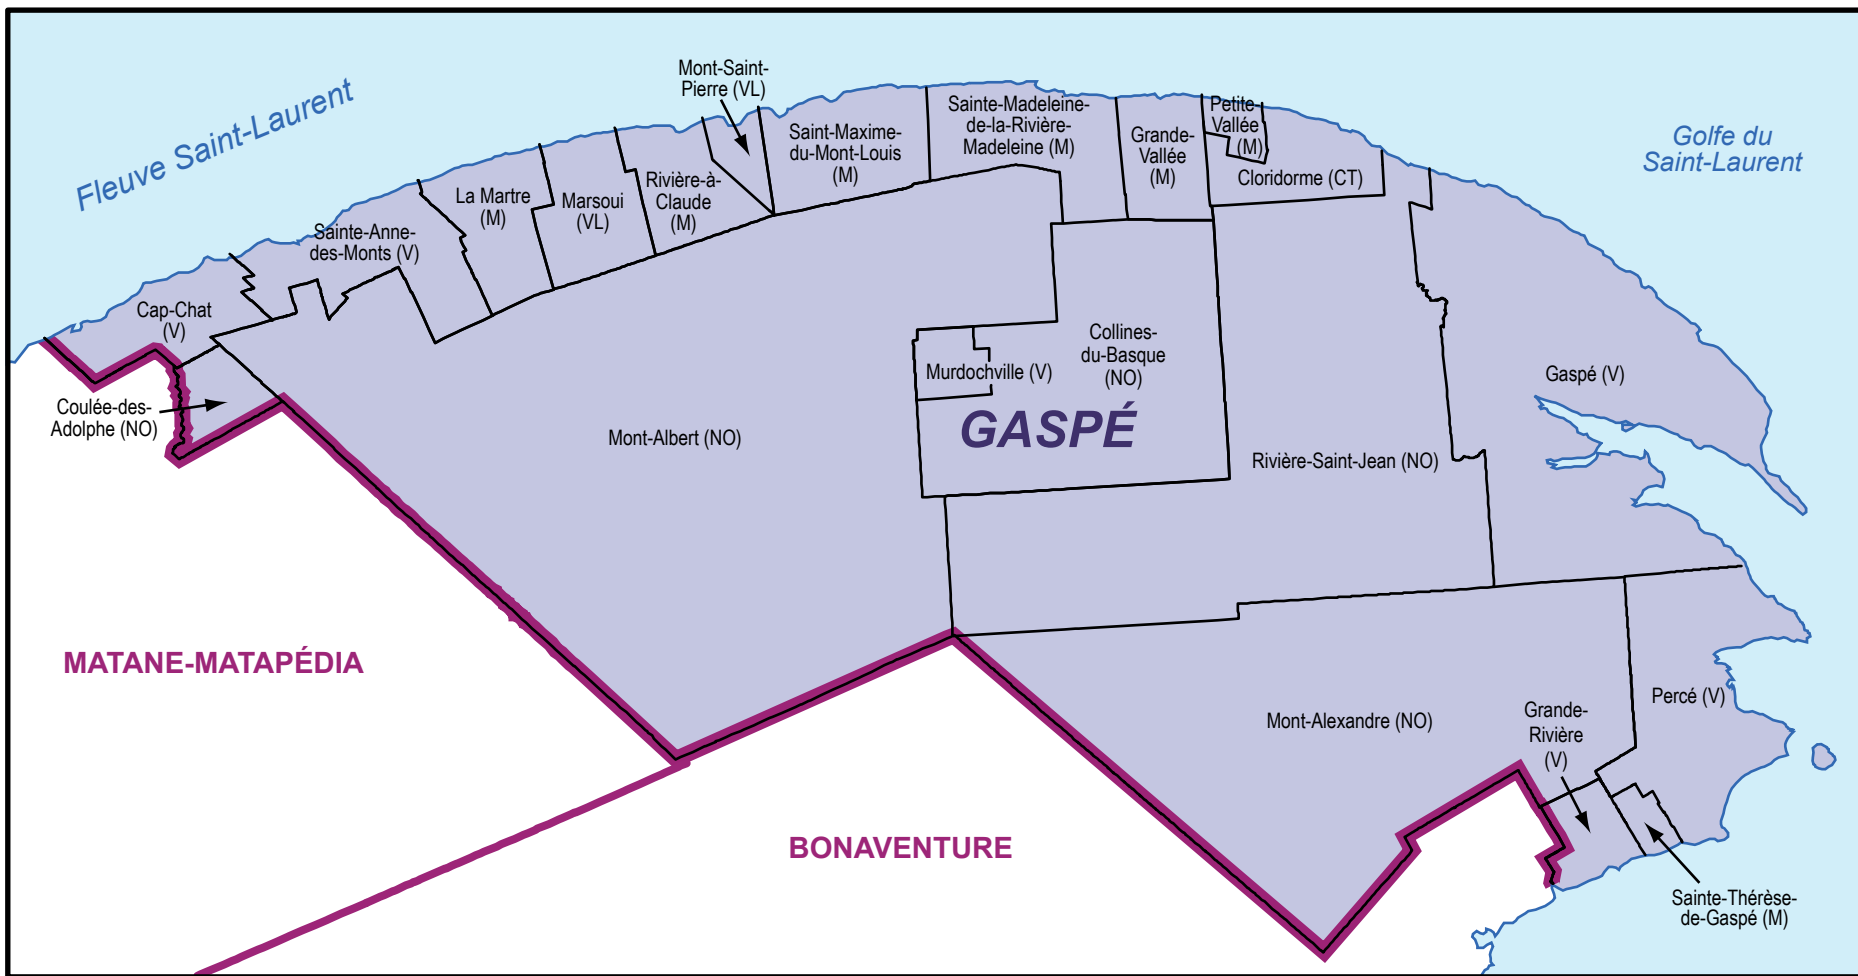 Fleuve Saint-Laurent
Golfe du
Saint-Laurent
Mont-Saint-
Pierre (VL)
Saint-Maxime-
du-Mont-Louis
(M)
Sainte-Madeleine-
de-la-Rivière-
Madeleine (M)
Grande-
Vallée
(M)
Petite-
Vallée
(M)
Cloridorme (CT)
La Martre
(M)
Marsoui
(VL)
Rivière-à-
Claude
(M)
Sainte-Anne-
des-Monts (V)
Cap-Chat
(V)
Coulée-des-
Adolphe (NO)
Mont-Albert (NO)
Murdochville (V)
Collines-
du-Basque
(NO)
GASPÉ
Gaspé (V)
Rivière-Saint-Jean (NO)
MATANE-MATAPÉDIA
BONAVENTURE
Mont-Alexandre (NO)
Grande-
Rivière
(V)
Percé (V)
Sainte-Thérèse-
de-Gaspé (M)